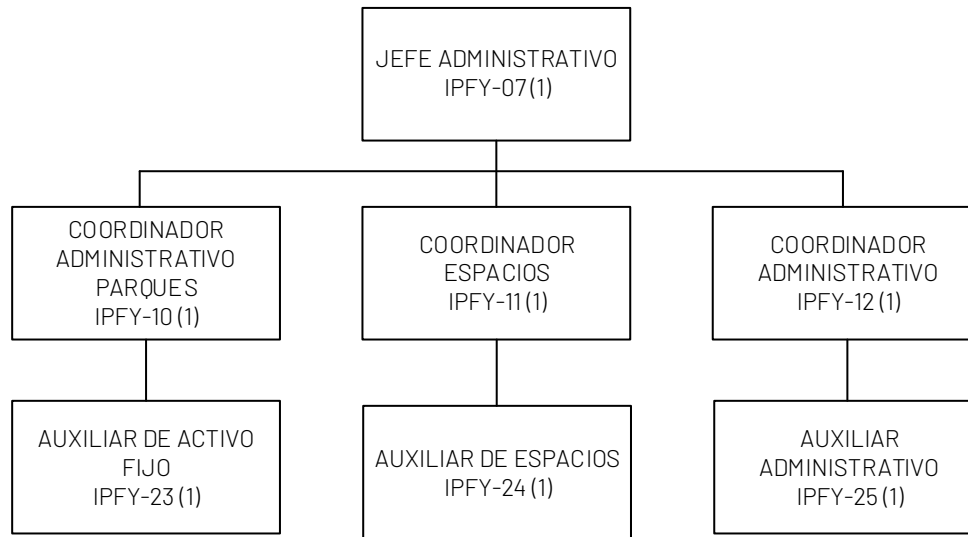 JEFE ADMINISTRATIVO
IPFY-07 (1)
COORDINADOR
ADMINISTRATIVO
PARQUES
IPFY-10 (1)
COORDINADOR
ESPACIOS
IPFY-11 (1)
COORDINADOR
ADMINISTRATIVO
IPFY-12 (1)
AUXILIAR DE ACTIVO
FIJO
IPFY-23 (1)
AUXILIAR DE ESPACIOS
IPFY-24 (1)
AUXILIAR
ADMINISTRATIVO
IPFY-25 (1)